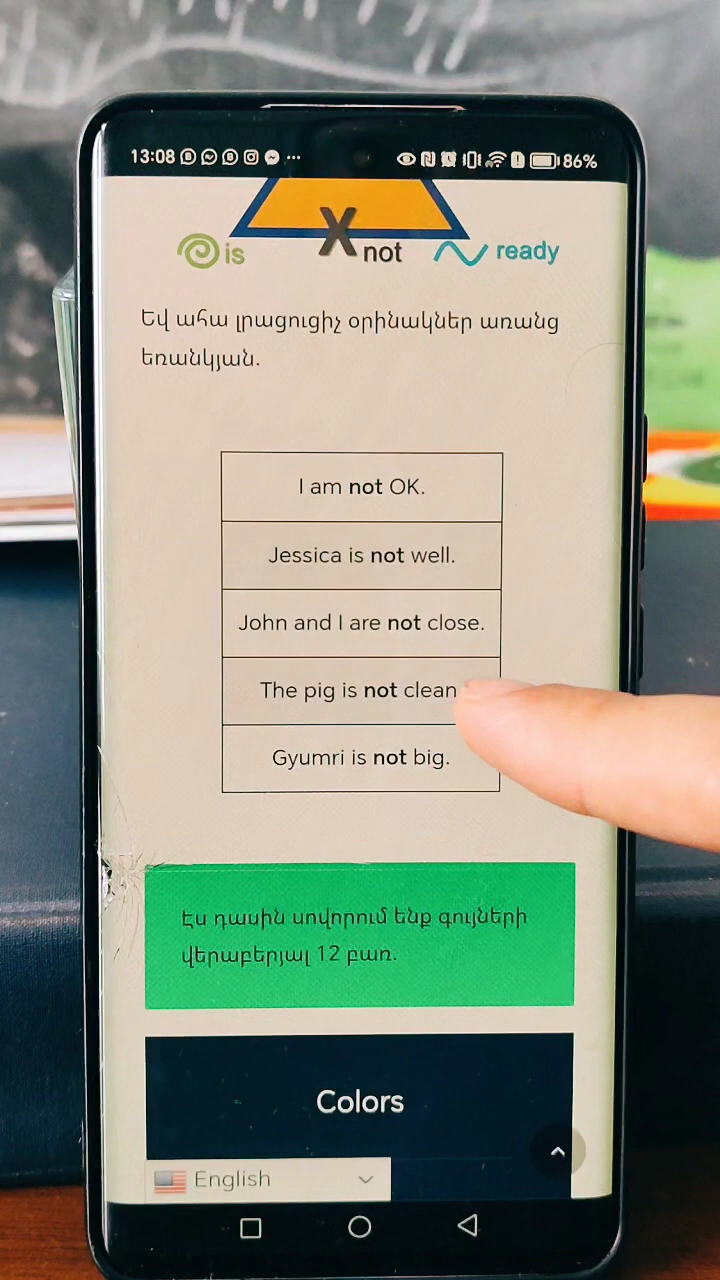 13:08 86%
is X not ready
Եվ ահա լրացուցիչ օրինակներ առանց
եռանկյան.
I am not OK.
Jessica is not well.
John and I are not close.
The pig is not clean
Gyumri is not big.
Էս դասին սովորում ենք գույների
վերաբերյալ 12 բառ.
Colors
English